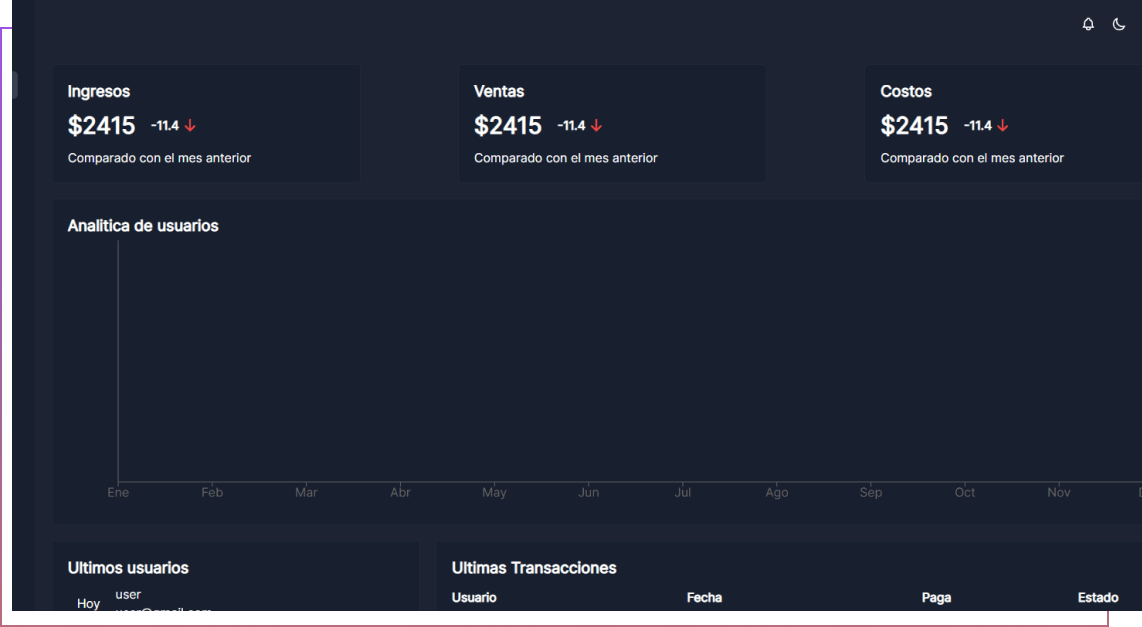 Ingresos Ventas Costos
$2415 -11.4 $2415 -11.4 $2415 -11.4
Comparado con el mes anterior Comparado con el mes anterior Comparado con el mes anterior
Analitica de usuarios
Ene Feb Mar Abr May Jun Jul Ago Sep Oct Nov
Ultimos usuarios
Hoy user
Ultimas Transacciones
Usuario Fecha Paga Estado